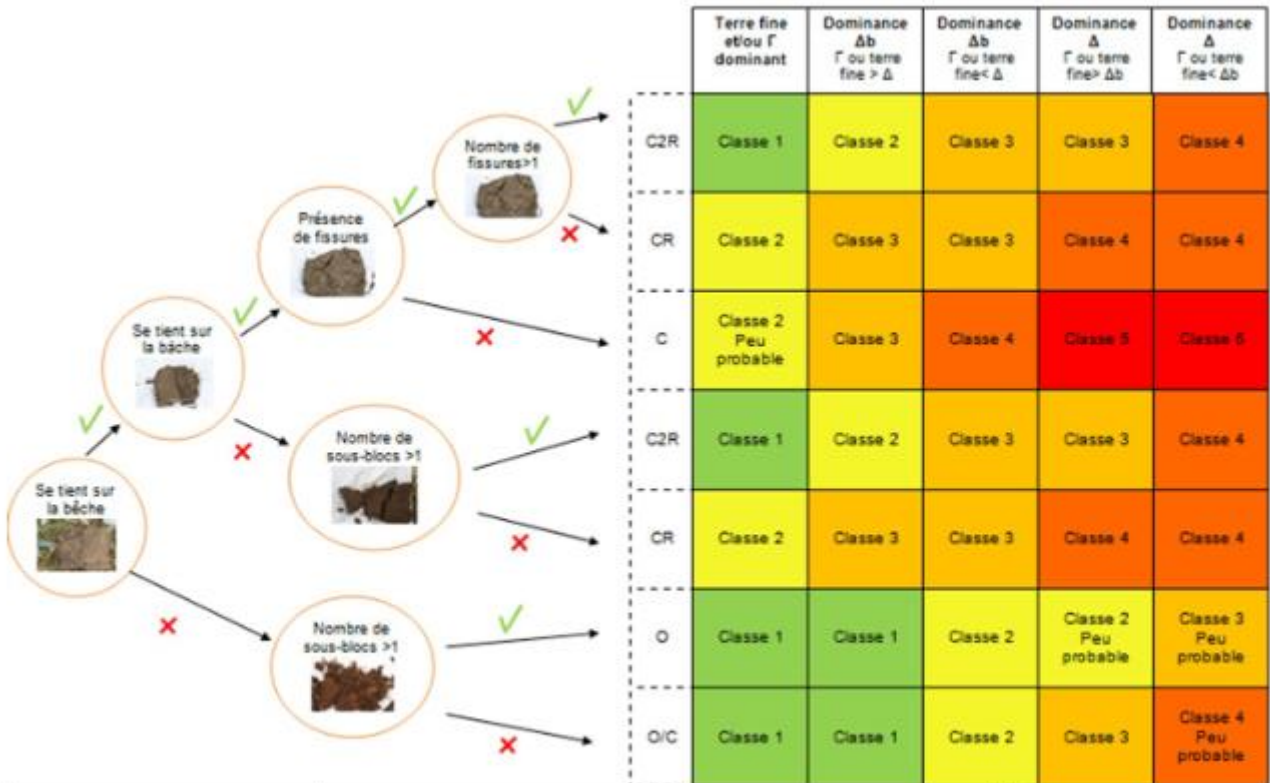 Terre fine
et/ou Γ
dominant
Dominance
Δb
Γ ou terre
fine > Δ
Dominance
Δb
Γ ou terre
fine< Δ
Dominance
Δ
Γ ou terre
fine> Δb
Dominance
Δ
Γ ou terre
fine< Δb
Nombre de
fissures>1
Présence
de fissures
Se tient sur
la bâche
Se tient sur
la bêche
Nombre de
sous-blocs >1
Nombre de
sous-blocs >1
C2R
Classe 1
Classe 2
Classe 3
Classe 3
Classe 4
CR
Classe 2
Classe 3
Classe 3
Classe 4
Classe 4
C
Classe 2
Peu
probable
Classe 3
Classe 4
Classe 5
Classe 5
C2R
Classe 1
Classe 2
Classe 3
Classe 3
Classe 4
CR
Classe 2
Classe 3
Classe 3
Classe 4
Classe 4
O
Classe 1
Classe 1
Classe 2
Classe 2
Peu
probable
Classe 3
Peu
probable
O/C
Classe 1
Classe 1
Classe 2
Classe 3
Classe 4
Peu
probable